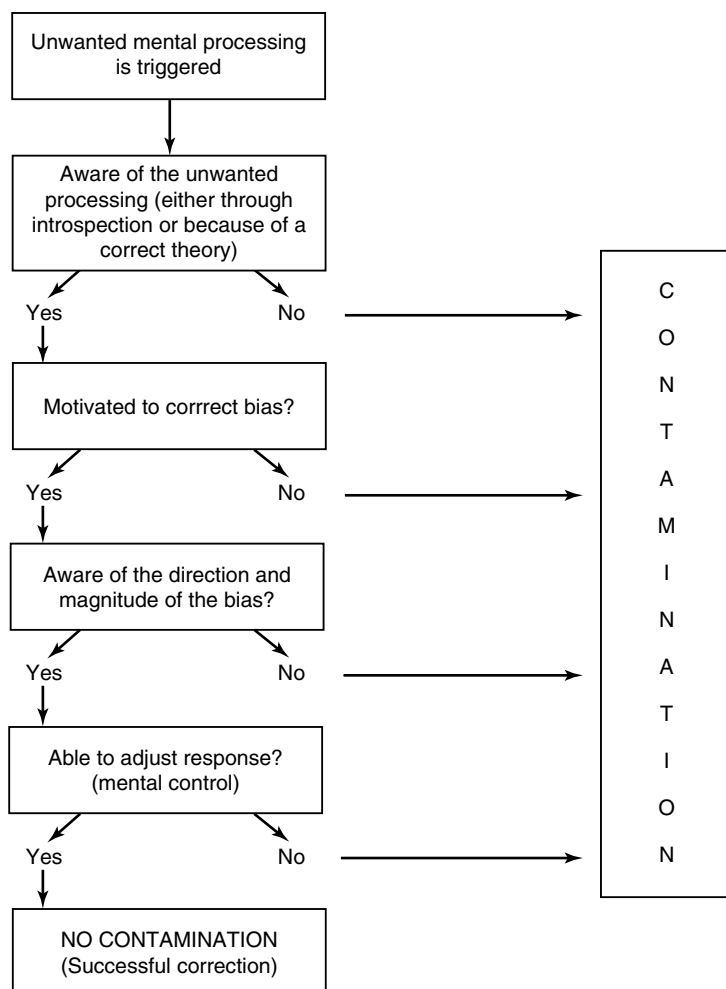 Unwanted mental processing
is triggered
Aware of the unwanted
processing (either through
introspection or because of a
correct theory)
Yes
No
Motivated to corrrect bias?
Yes
No
Aware of the direction and
magnitude of the bias?
Yes
No
Able to adjust response?
(mental control)
Yes
No
NO CONTAMINATION
(Successful correction)
C
O
N
T
A
M
I
N
A
T
I
O
N